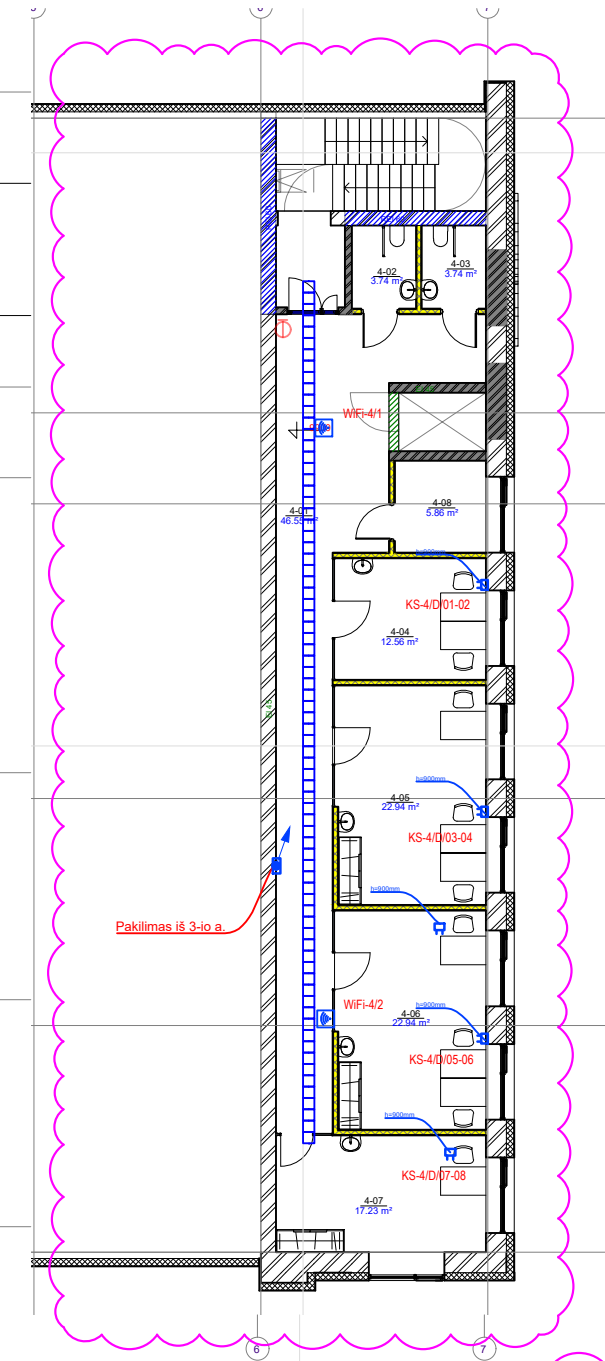 4-02
3.74 m²
4-03
3.74 m²
WiFi-4/1
4-01
46.55 m²
4-08
5.86 m²
h=900mm
KS-4/D/01-02
4-04
12.56 m²
h=900mm
4-05
22.94 m²
KS-4/D/03-04
h=900mm
Pakilimas iš 3-io a.
WiFi-4/2
h=900mm
4-06
22.94 m²
KS-4/D/05-06
h=900mm
KS-4/D/07-08
4-07
17.23 m²
6
7